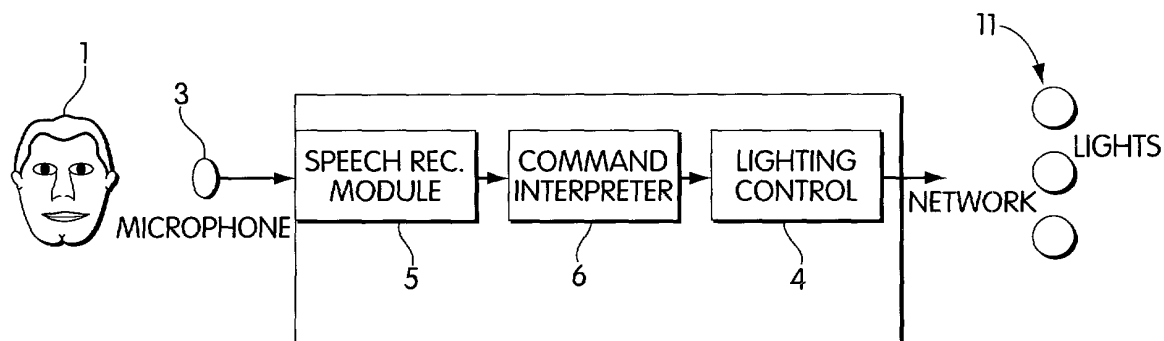 1
3
11
MICROPHONE
SPEECH REC.
MODULE
COMMAND
INTERPRETER
LIGHTING
CONTROL
NETWORK
LIGHTS
5
6
4